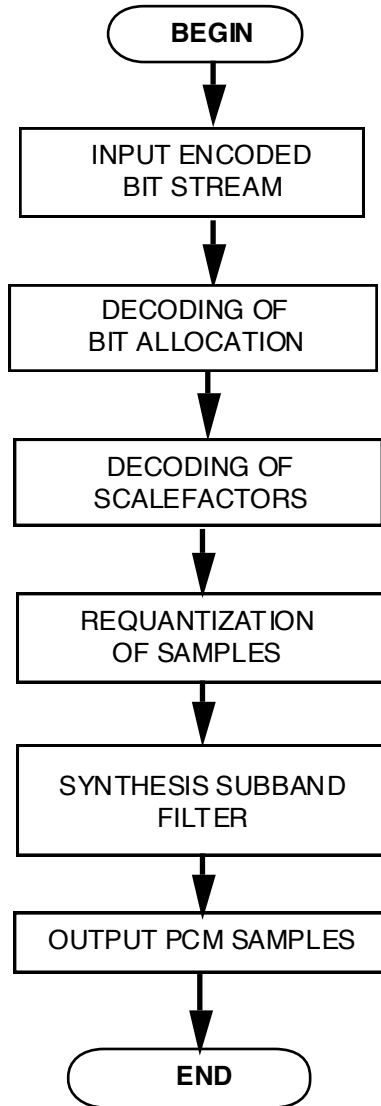 BEGIN
INPUT ENCODED
BIT STREAM
DECODING OF
BIT ALLOCATION
DECODING OF
SCALEFACTORS
REQUANTIZATION
OF SAMPLES
SYNTHESIS SUBBAND
FILTER
OUTPUT PCM SAMPLES
END